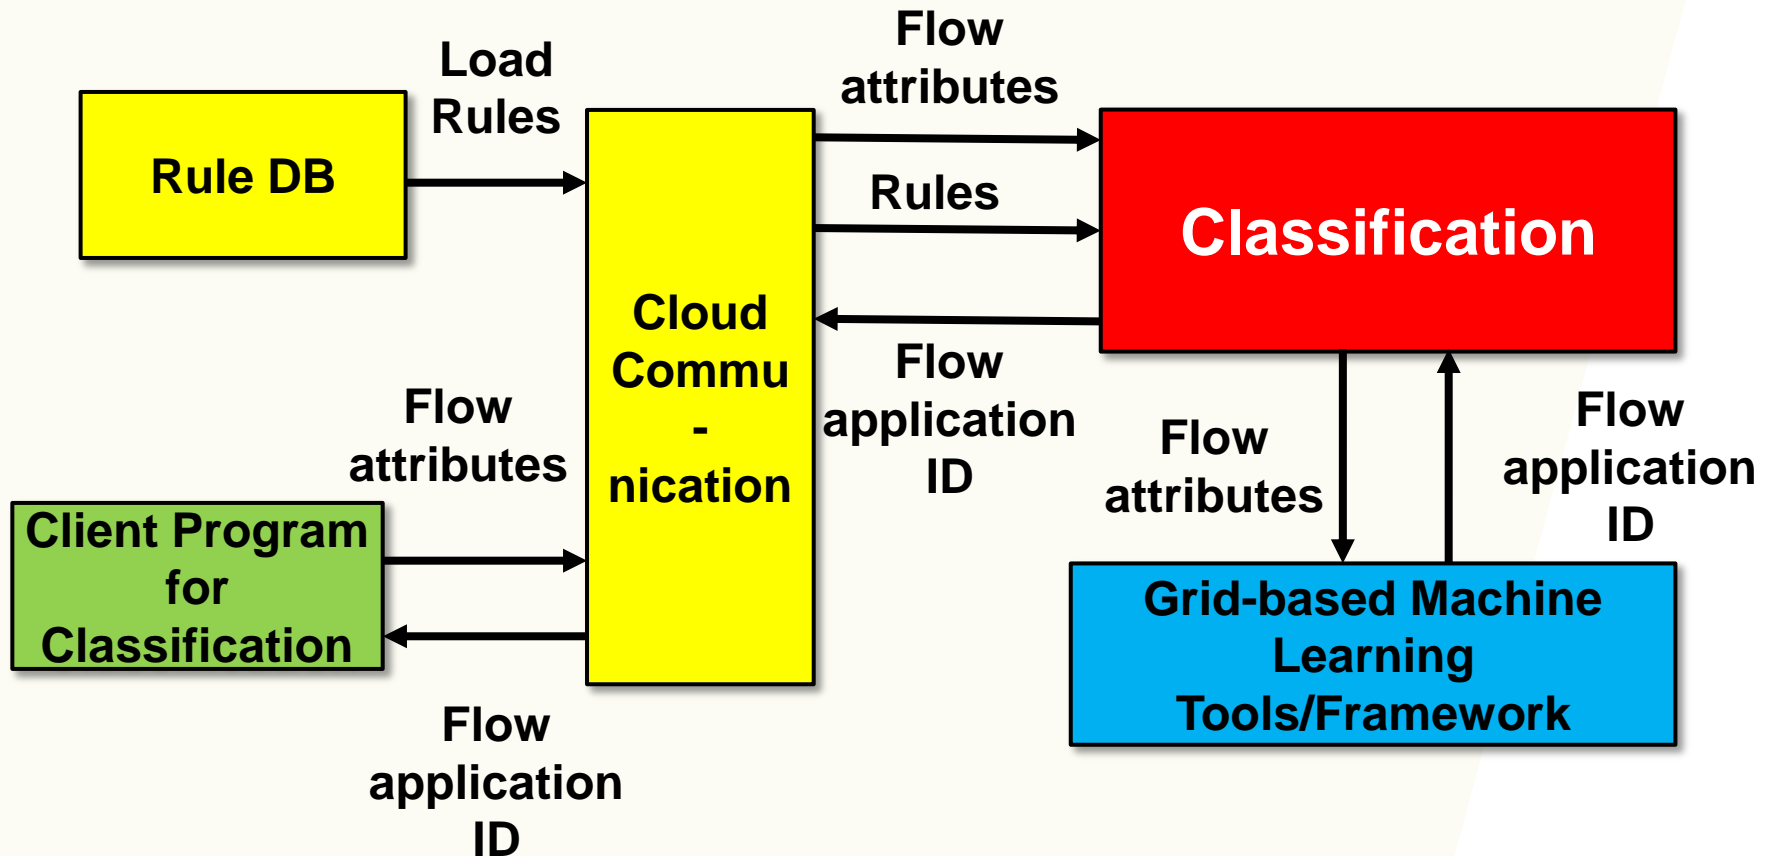 Flow
attributes
Load
Rules
Rule DB
Rules
Classification
Cloud
Commu
-
nication
Flow
application
ID
Flow
attributes
Flow
attributes
Flow
application
ID
Client Program
for
Classification
Grid-based Machine
Learning
Tools/Framework
Flow
application
ID